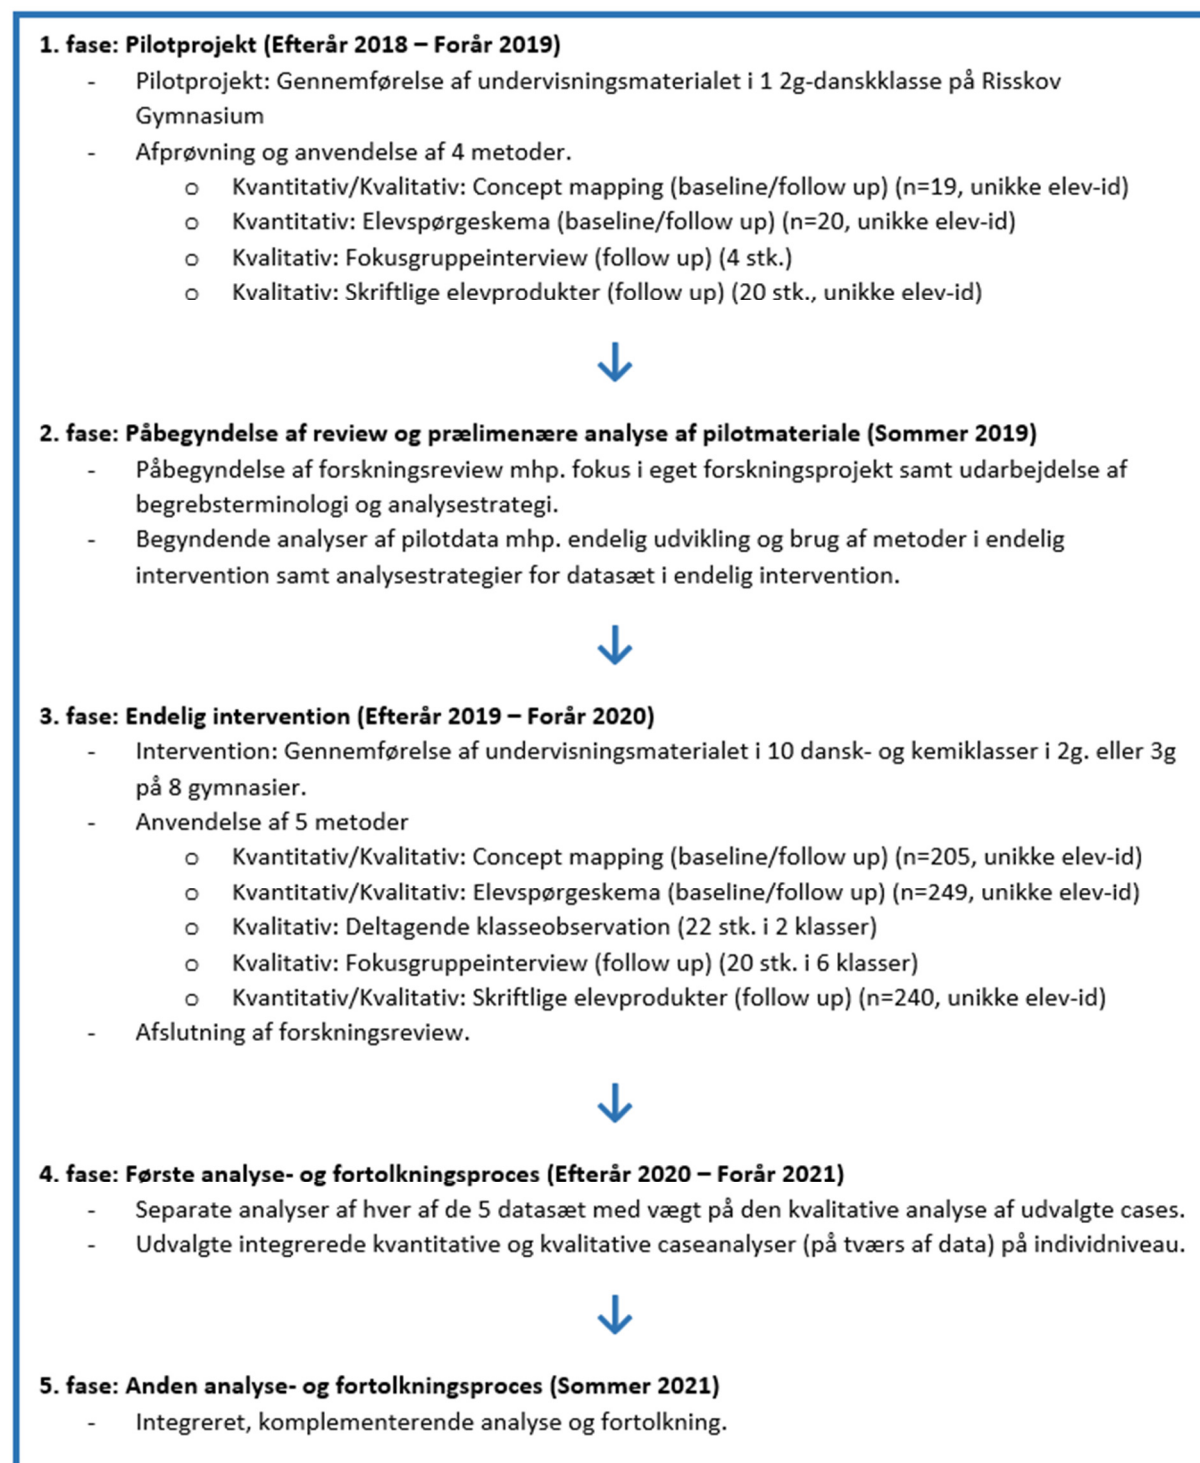 1. fase: Pilotprojekt (Efterår 2018 – Forår 2019)
- Pilotprojekt: Gennemførelse af undervisningsmaterialet i 1 2g-danskklasse på Risskov
Gymnasium
- Afprøvning og anvendelse af 4 metoder.
o Kvantitativ/Kvalitativ: Concept mapping (baseline/follow up) (n=19, unikke elev-id)
o Kvantitativ: Elevspørgeskema (baseline/follow up) (n=20, unikke elev-id)
o Kvalitativ: Fokusgruppeinterview (follow up) (4 stk.)
o Kvalitativ: Skriftlige elevprodukter (follow up) (20 stk., unikke elev-id)
2. fase: Påbegyndelse af review og prælimenære analyse af pilotmateriale (Sommer 2019)
- Påbegyndelse af forskningsreview mhp. fokus i eget forskningsprojekt samt udarbejdelse af
begrebsterminologi og analysestrategi.
- Begyndende analyser af pilotdata mhp. endelig udvikling og brug af metoder i endelig
intervention samt analysestrategier for datasæt i endelig intervention.
3. fase: Endelig intervention (Efterår 2019 – Forår 2020)
- Intervention: Gennemførelse af undervisningsmaterialet i 10 dansk- og kemiklasser i 2g. eller 3g
på 8 gymnasier.
- Anvendelse af 5 metoder
o Kvantitativ/Kvalitativ: Concept mapping (baseline/follow up) (n=205, unikke elev-id)
o Kvantitativ/Kvalitativ: Elevspørgeskema (baseline/follow up) (n=249, unikke elev-id)
o Kvalitativ: Deltagende klasseobservation (22 stk. i 2 klasser)
o Kvalitativ: Fokusgruppeinterview (follow up) (20 stk. i 6 klasser)
o Kvantitativ/Kvalitativ: Skriftlige elevprodukter (follow up) (n=240, unikke elev-id)
- Afslutning af forskningsreview.
4. fase: Første analyse- og fortolkningsproces (Efterår 2020 – Forår 2021)
- Separate analyser af hver af de 5 datasæt med vægt på den kvalitative analyse af udvalgte cases.
- Udvalgte integrerede kvantitative og kvalitative caseanalyser (på tværs af data) på individniveau.
5. fase: Anden analyse- og fortolkningsproces (Sommer 2021)
- Integreret, komplementerende analyse og fortolkning.